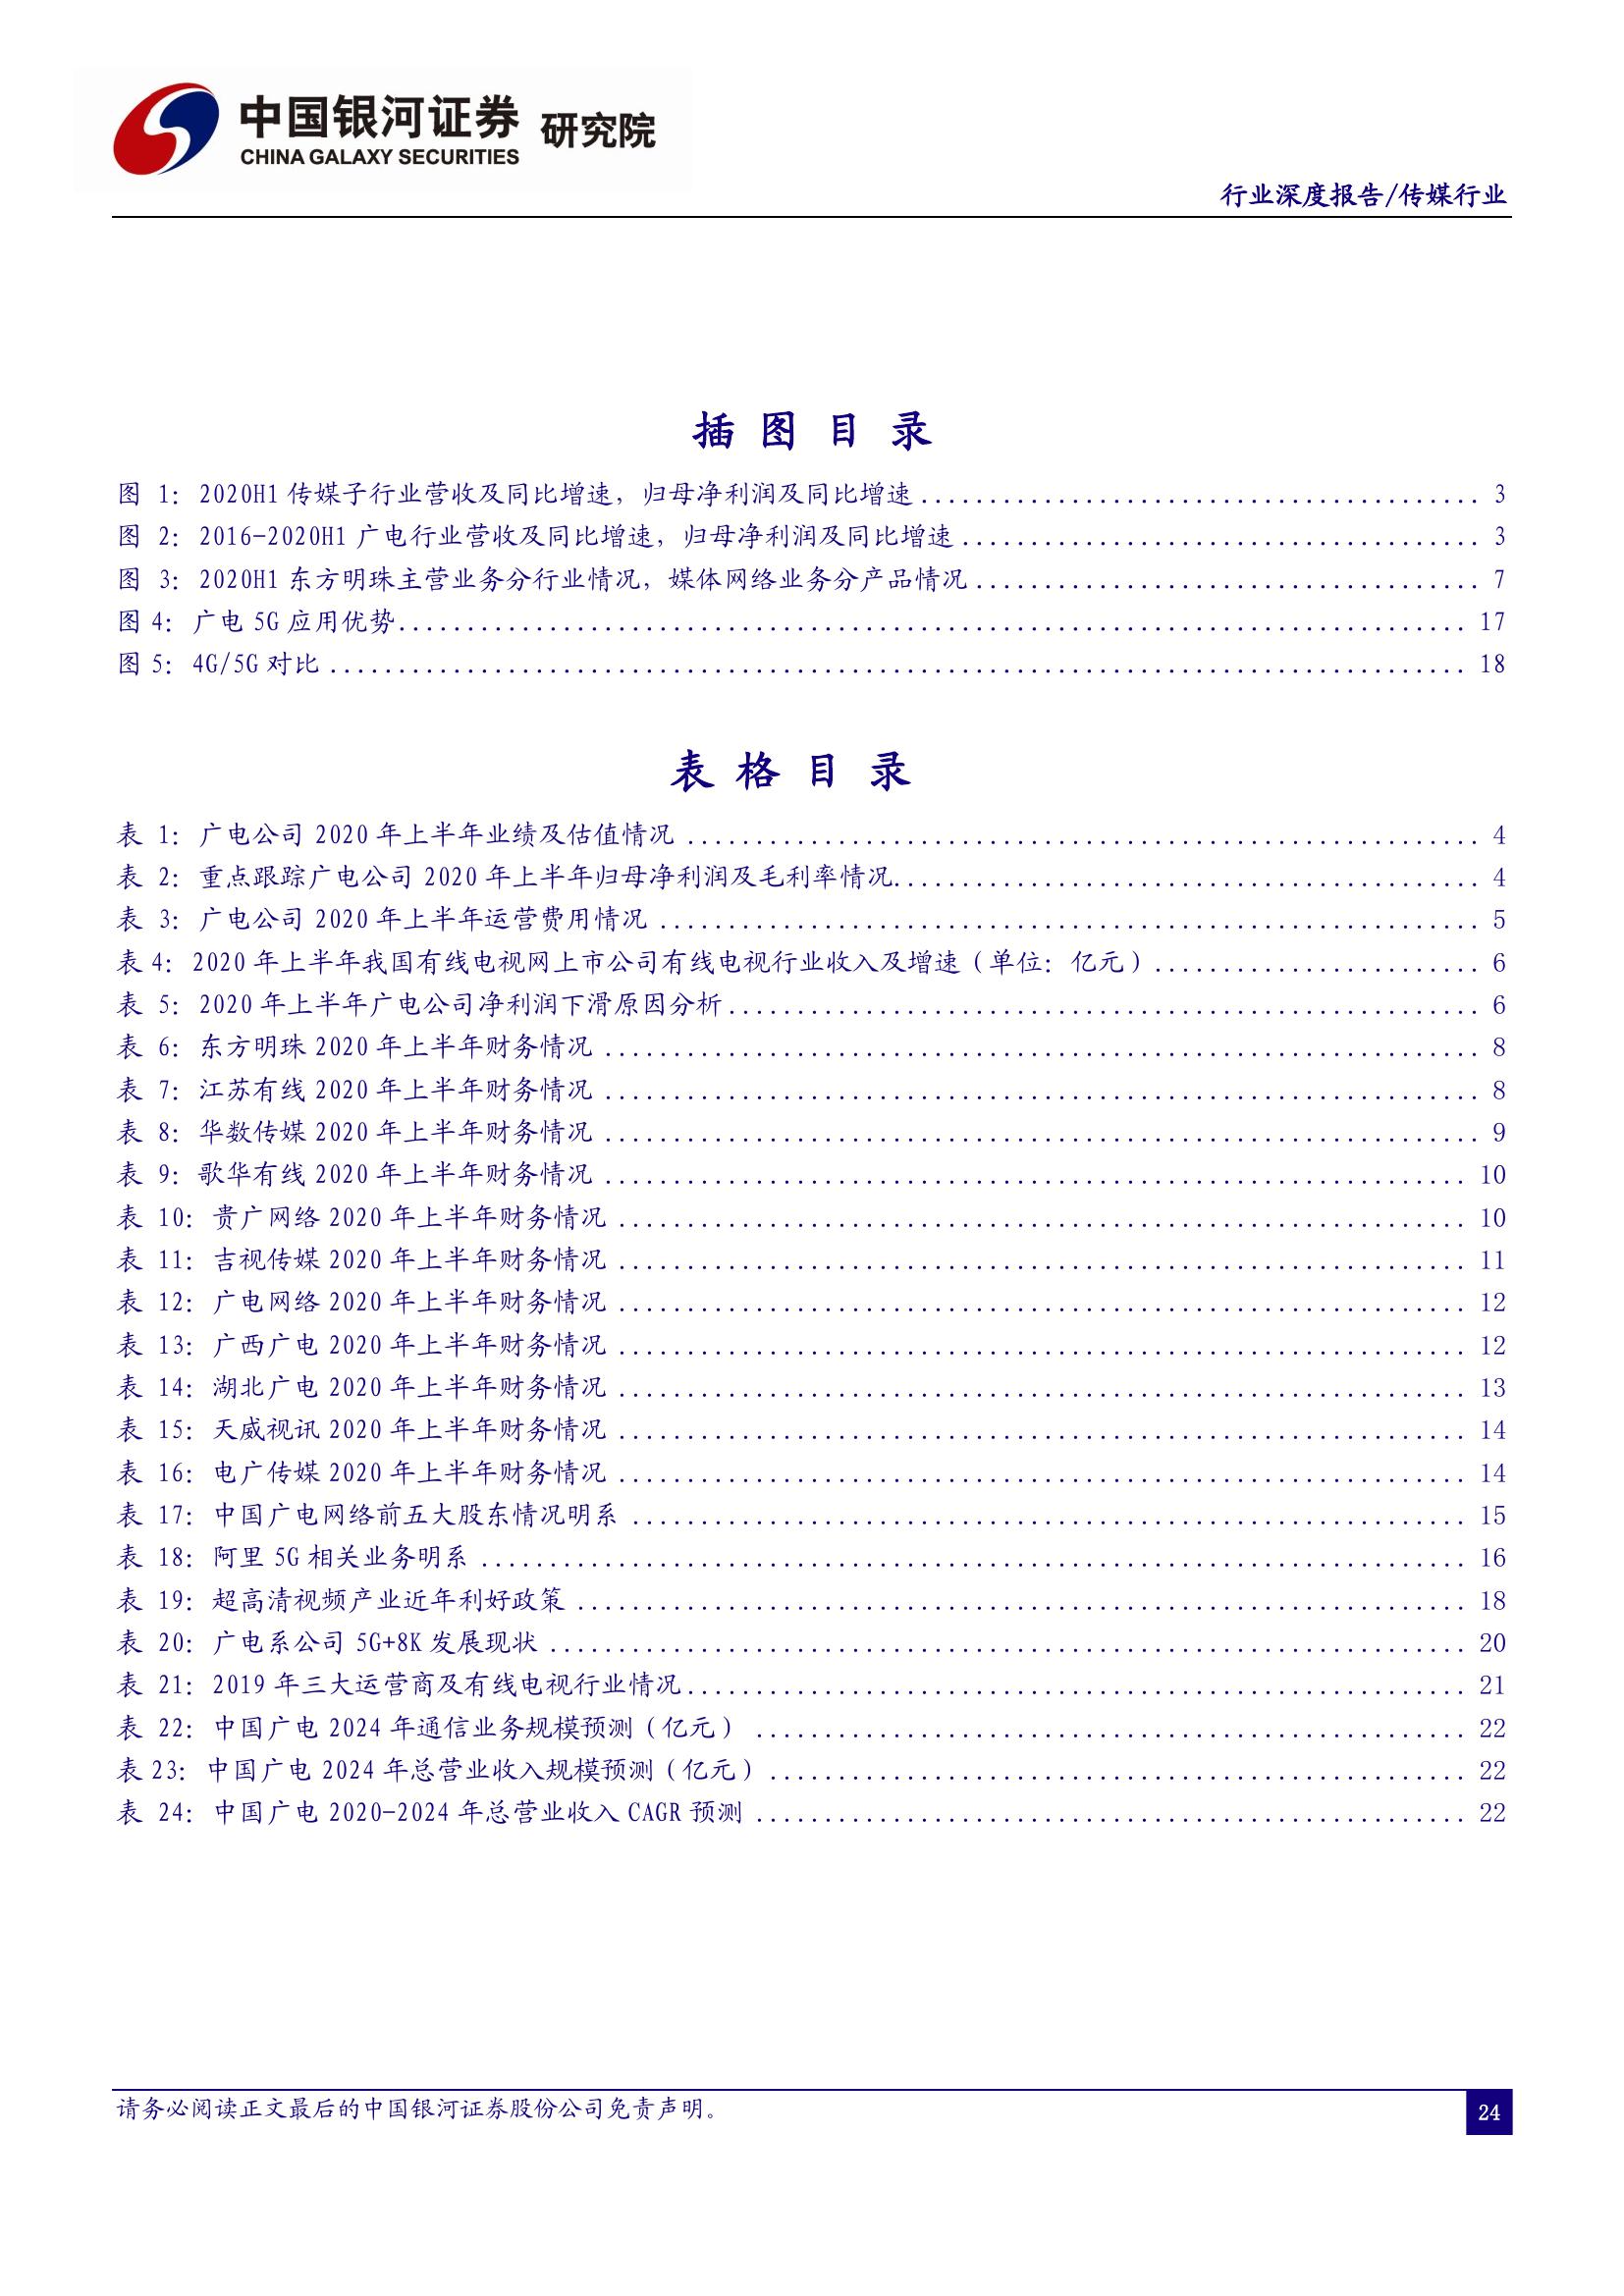 中国银河证券 研究院
CHINA GALAXY SECURITIES
行业深度报告/传媒行业
插 图 目 录
图 1: 2020H1 传媒子行业营收及同比增速，归母净利润及同比增速 ........................................ 3
图 2: 2016-2020H1 广电行业营收及同比增速，归母净利润及同比增速 ...................................... 3
图 3: 2020H1 东方明珠主营业务分行业情况，媒体网络业务分产品情况 ..................................... 7
图 4: 广电 5G 应用优势.............................................................................. 17
图 5: 4G/5G 对比 .................................................................................. 18
表 格 目 录
表 1: 广电公司 2020 年上半年业绩及估值情况 .......................................................... 4
表 2: 重点跟踪广电公司 2020 年上半年归母净利润及毛利率情况........................................... 4
表 3: 广电公司 2020 年上半年运营费用情况 ............................................................ 5
表 4: 2020 年上半年我国有线电视网上市公司有线电视行业收入及增速（单位：亿元）........................ 6
表 5: 2020 年上半年广电公司净利润下滑原因分析 ....................................................... 6
表 6: 东方明珠 2020 年上半年财务情况 ................................................................ 8
表 7: 江苏有线 2020 年上半年财务情况 ................................................................ 8
表 8: 华数传媒 2020 年上半年财务情况 ................................................................ 9
表 9: 歌华有线 2020 年上半年财务情况 ............................................................... 10
表 10: 贵广网络 2020 年上半年财务情况 .............................................................. 10
表 11: 吉视传媒 2020 年上半年财务情况 .............................................................. 11
表 12: 广电网络 2020 年上半年财务情况 .............................................................. 12
表 13: 广西广电 2020 年上半年财务情况 .............................................................. 12
表 14: 湖北广电 2020 年上半年财务情况 .............................................................. 13
表 15: 天威视讯 2020 年上半年财务情况 .............................................................. 14
表 16: 电广传媒 2020 年上半年财务情况 .............................................................. 14
表 17: 中国广电网络前五大股东情况明系 ............................................................. 15
表 18: 阿里 5G 相关业务明系 ........................................................................ 16
表 19: 超高清视频产业近年利好政策 ................................................................. 18
表 20: 广电系公司 5G+8K 发展现状 ................................................................... 20
表 21: 2019 年三大运营商及有线电视行业情况......................................................... 21
表 22: 中国广电 2024 年通信业务规模预测（亿元） .................................................... 22
表 23: 中国广电 2024 年总营业收入规模预测（亿元） ................................................... 22
表 24: 中国广电 2020-2024 年总营业收入 CAGR 预测 .................................................... 22
请务必阅读正文最后的中国银河证券股份公司免责声明。
24